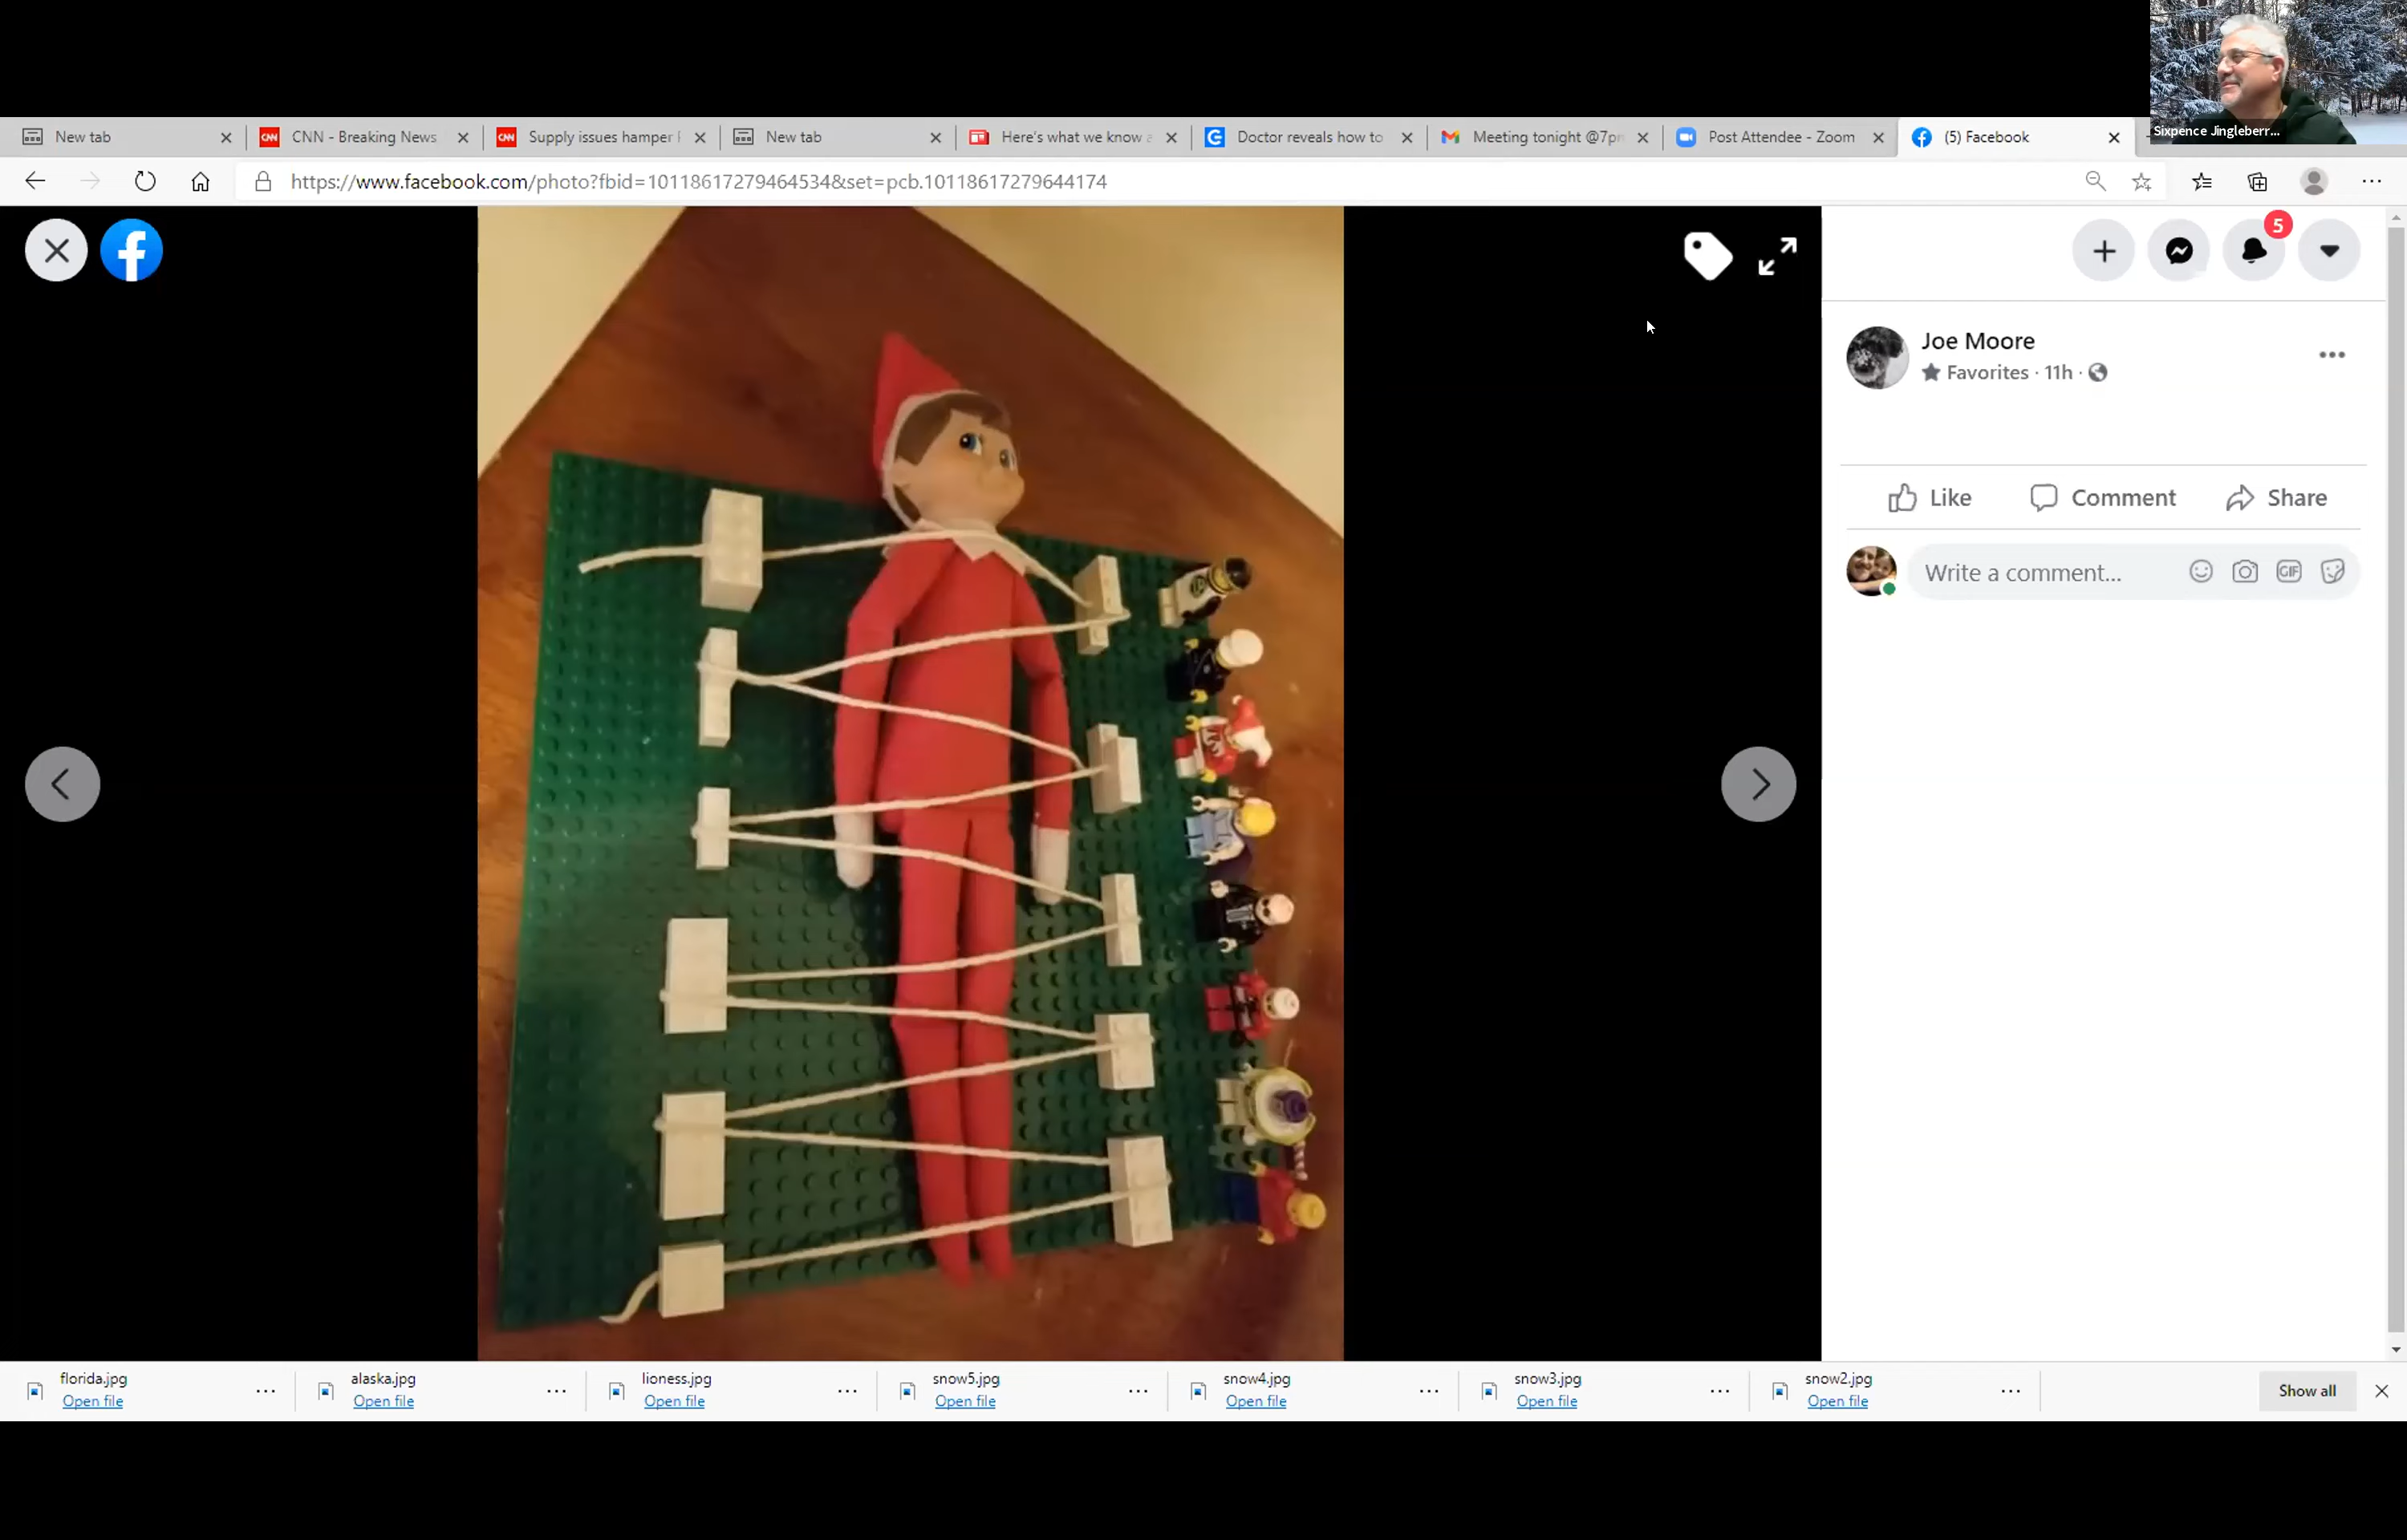 Sixpence Jingleberr...
New tab
CNN - Breaking News
Supply issues hamper
New tab
Here's what we know
Doctor reveals how to
Meeting tonight @7pm
Post Attendee - Zoom
(5) Facebook
https://www.facebook.com/photo?fbid=10118617279464534&set=pcb.10118617279644174
5
Joe Moore
Favorites · 11h ·
Like
Comment
Share
Write a comment...
GIF
florida.jpg
Open file
alaska.jpg
Open file
lioness.jpg
Open file
snow5.jpg
Open file
snow4.jpg
Open file
snow3.jpg
Open file
snow2.jpg
Open file
Show all